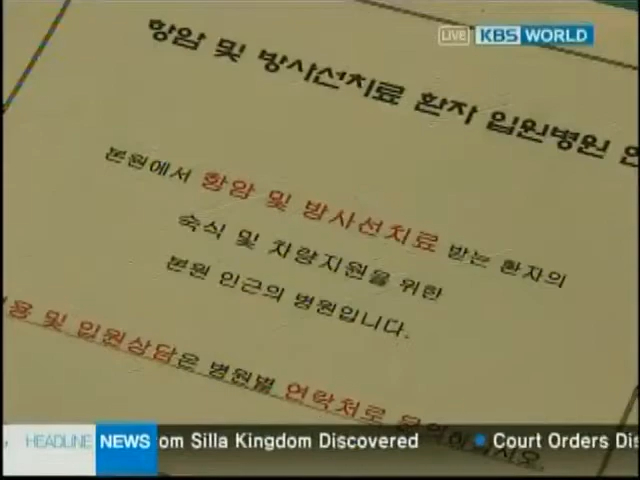 LIVE KBS WORLD
항암 및 방사선치료 환자 입원병원 안
본원에서 항암 및 방사선치료 받는 환자의
숙식 및 차량지원을 위한
본원 인근의 병원입니다.
용 및 입원상담은 병원별 연락처로
HEADLINE NEWS om Silla Kingdom Discovered • Court Orders Dis